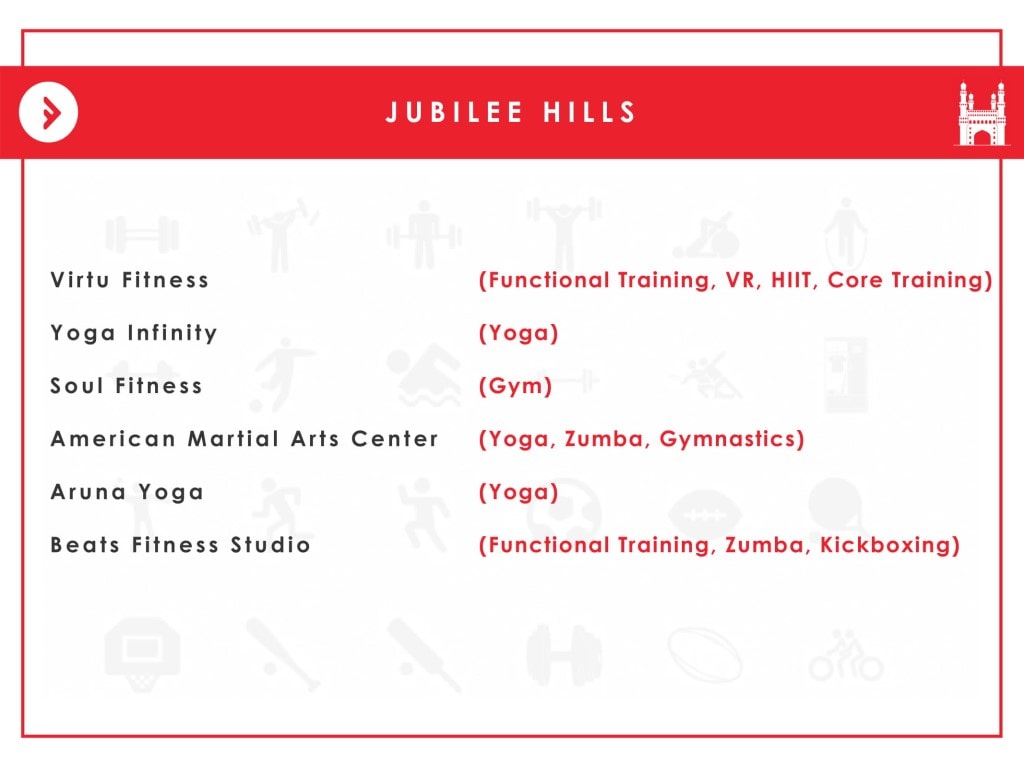 JUBILEE HILLS
Virtu Fitness (Functional Training, VR, HIIT, Core Training)
Yoga Infinity (Yoga)
Soul Fitness (Gym)
American Martial Arts Center (Yoga, Zumba, Gymnastics)
Aruna Yoga (Yoga)
Beats Fitness Studio (Functional Training, Zumba, Kickboxing)